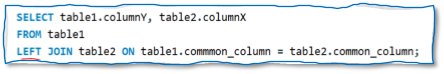 SELECT table1.columnY, table2.columnX
FROM table1
LEFT JOIN table2 ON table1.commmon_column = table2.common_column;